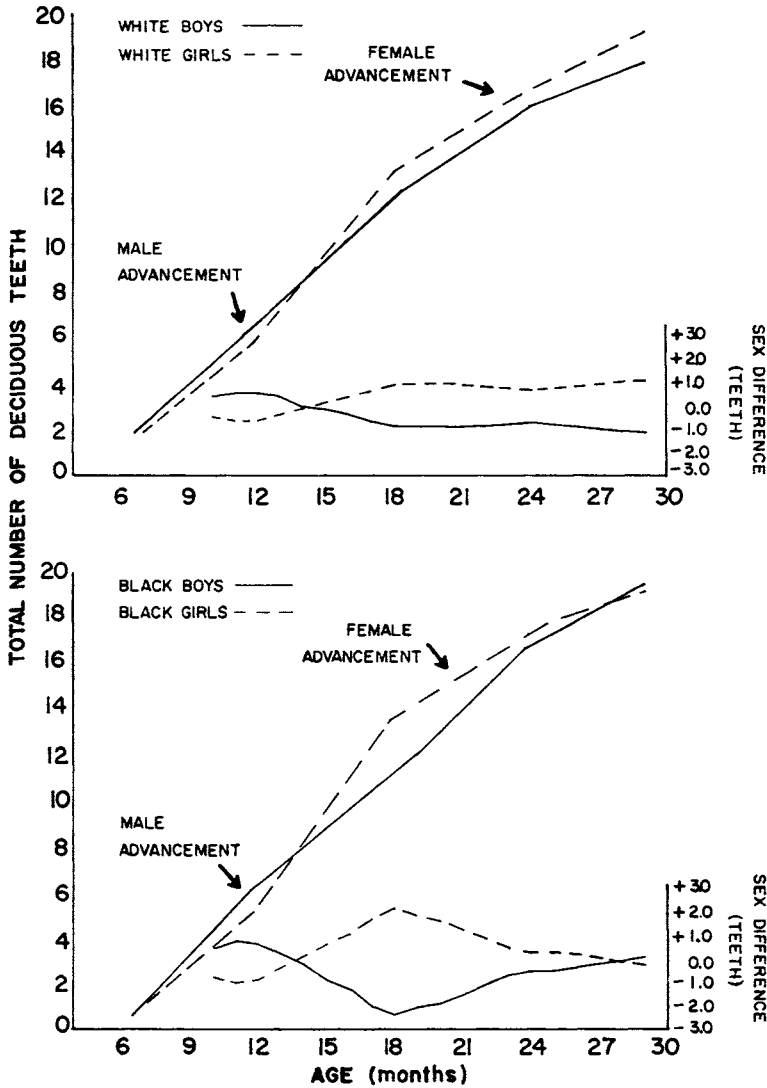 TOTAL NUMBER OF DECIDUOUS TEETH
20
18
16
14
12
10
8
6
4
2
0
WHITE BOYS
WHITE GIRLS
FEMALE
ADVANCEMENT
MALE
ADVANCEMENT
+3.0
+2.0
+1.0
0.0
-1.0
-2.0
-3.0
SEX DIFFERENCE
(TEETH)
6 9 12 15 18 21 24 27 30
20
18
16
14
12
10
8
6
4
2
0
BLACK BOYS
BLACK GIRLS
FEMALE
ADVANCEMENT
MALE
ADVANCEMENT
+3.0
+2.0
+1.0
0.0
-1.0
-2.0
-3.0
SEX DIFFERENCE
(TEETH)
6 9 12 15 18 21 24 27 30
AGE (months)